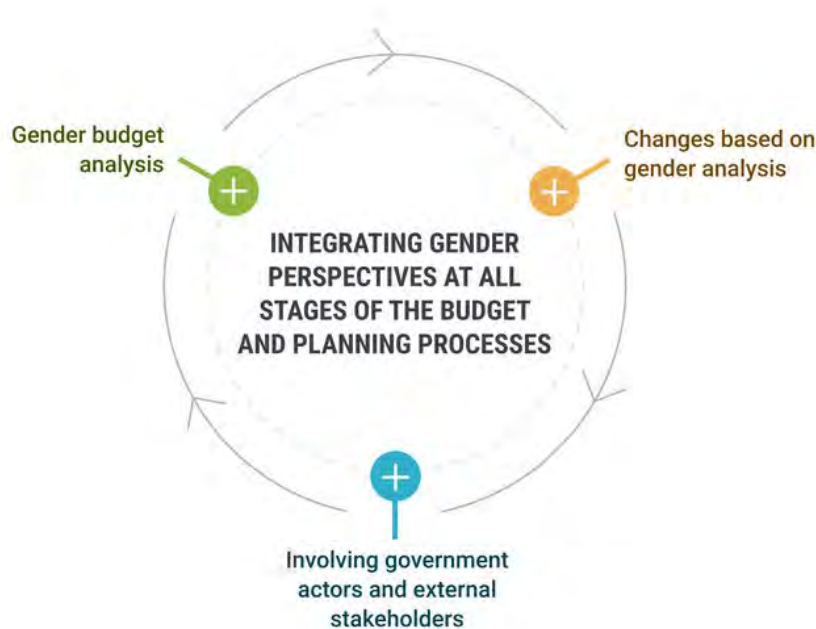 Gender budget
analysis
Changes based on
gender analysis
INTEGRATING GENDER
PERSPECTIVES AT ALL
STAGES OF THE BUDGET
AND PLANNING PROCESSES
Involving government
actors and external
stakeholders